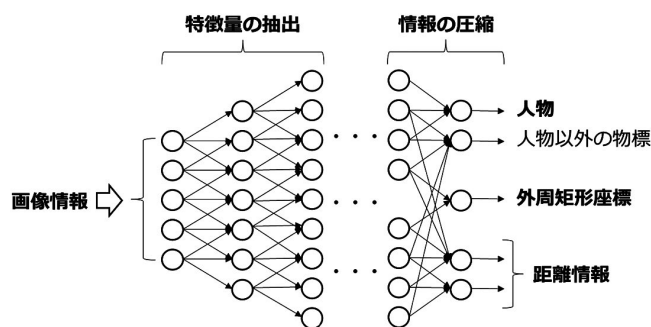 特徴量の抽出
情報の圧縮
画像情報
人物
人物以外の物標
外周矩形座標
距離情報